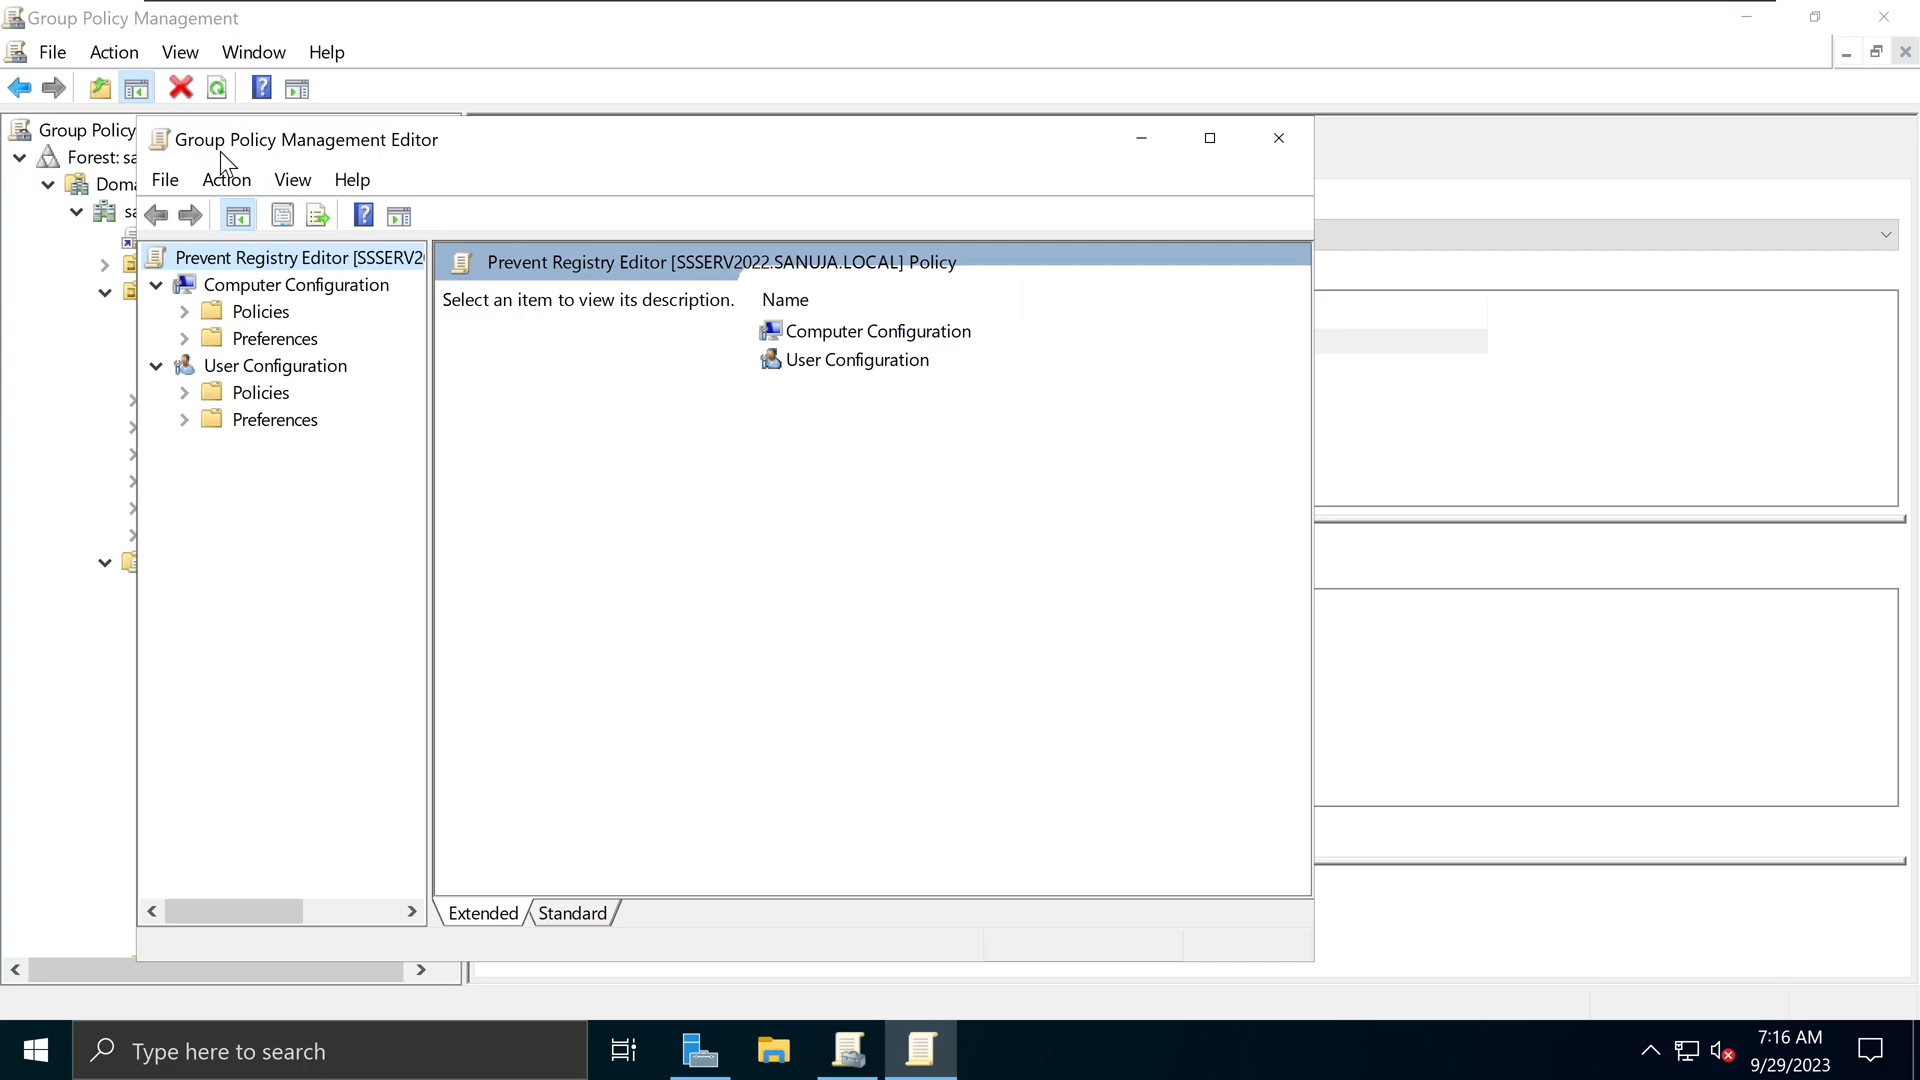 Group Policy Management
File Action View Window Help
Group Policy
Forest: sa
Doma
sa
Group Policy Management Editor
File Action View Help
Prevent Registry Editor [SSSERV20
Computer Configuration
Policies
Preferences
User Configuration
Policies
Preferences
Prevent Registry Editor [SSSERV2022.SANUJA.LOCAL] Policy
Select an item to view its description.
Name
Computer Configuration
User Configuration
Extended Standard
Type here to search
7:16 AM
9/29/2023